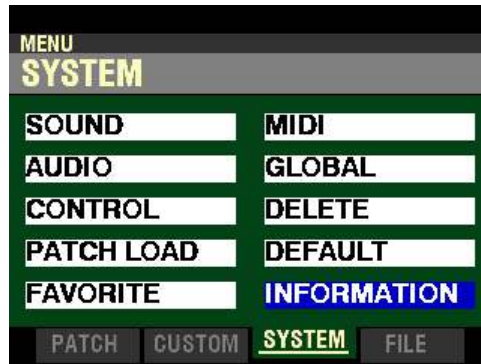 MENU
SYSTEM
SOUND MIDI
AUDIO GLOBAL
CONTROL DELETE
PATCH LOAD DEFAULT
FAVORITE INFORMATION
PATCH CUSTOM SYSTEM FILE